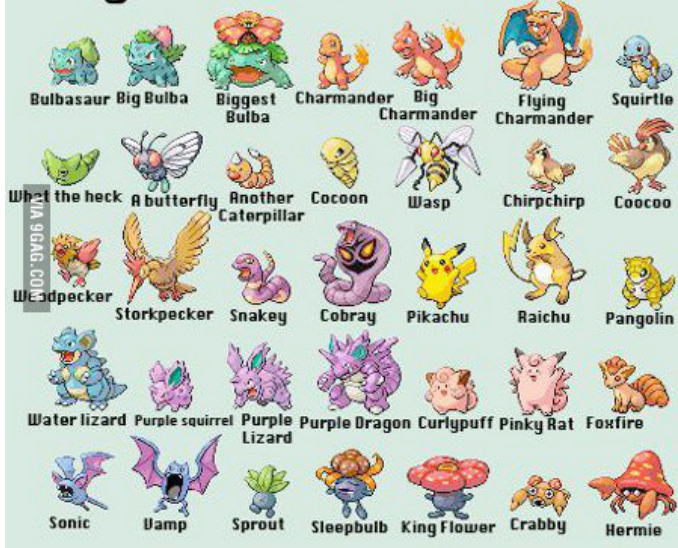 Bulbasaur Big Bulba Biggest Bulba Charmander Big Charmander Flying Charmander Squirtle
What the heck A butterfly Another Caterpillar Cocoon Wasp Chirpchirp Coocoo
VIA 9GAG.COM
Woodpecker Storkpecker Snakey Cobray Pikachu Raichu Pangolin
Water lizard Purple squirrel Purple Lizard Purple Dragon Curlypuff Pinky Rat Foxfire
Sonic Vamp Sprout Sleepbulb King Flower Crabby Hermie